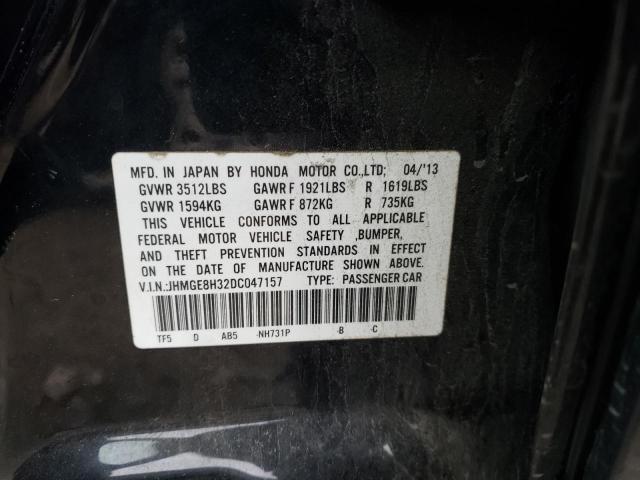 MFD. IN JAPAN BY HONDA MOTOR CO.,LTD; 04/'13
GVWR 3512LBS GAWR F 1921LBS R 1619LBS
GVWR 1594KG GAWR F 872KG R 735KG
THIS VEHICLE CONFORMS TO ALL APPLICABLE
FEDERAL MOTOR VEHICLE SAFETY ,BUMPER,
AND THEFT PREVENTION STANDARDS IN EFFECT
ON THE DATE OF MANUFACTURE SHOWN ABOVE.
V.I.N.:JHMGE8H32DC047157 TYPE: PASSENGER CAR
TF5 D AB5 -NH731P -B -C